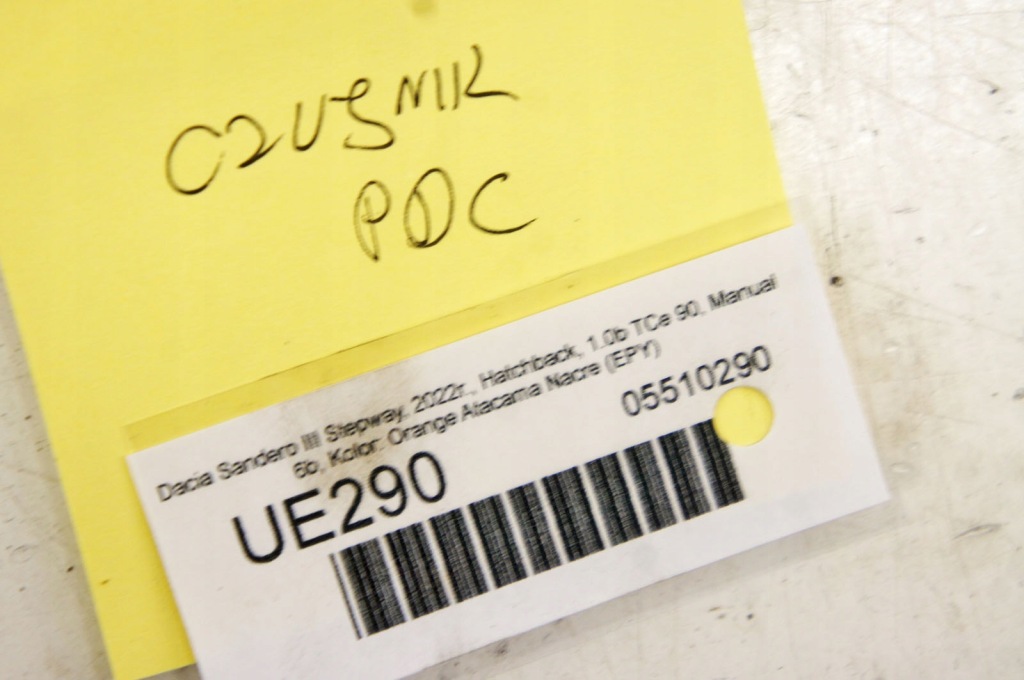 CZUJNIK
PDC
Dacia Sandero III Stepway, 2022r., Hatchback, 1.0b TCe 90, Manual
6b, Kolor: Orange Atacama Nacre (EPY)
05510290
UE290